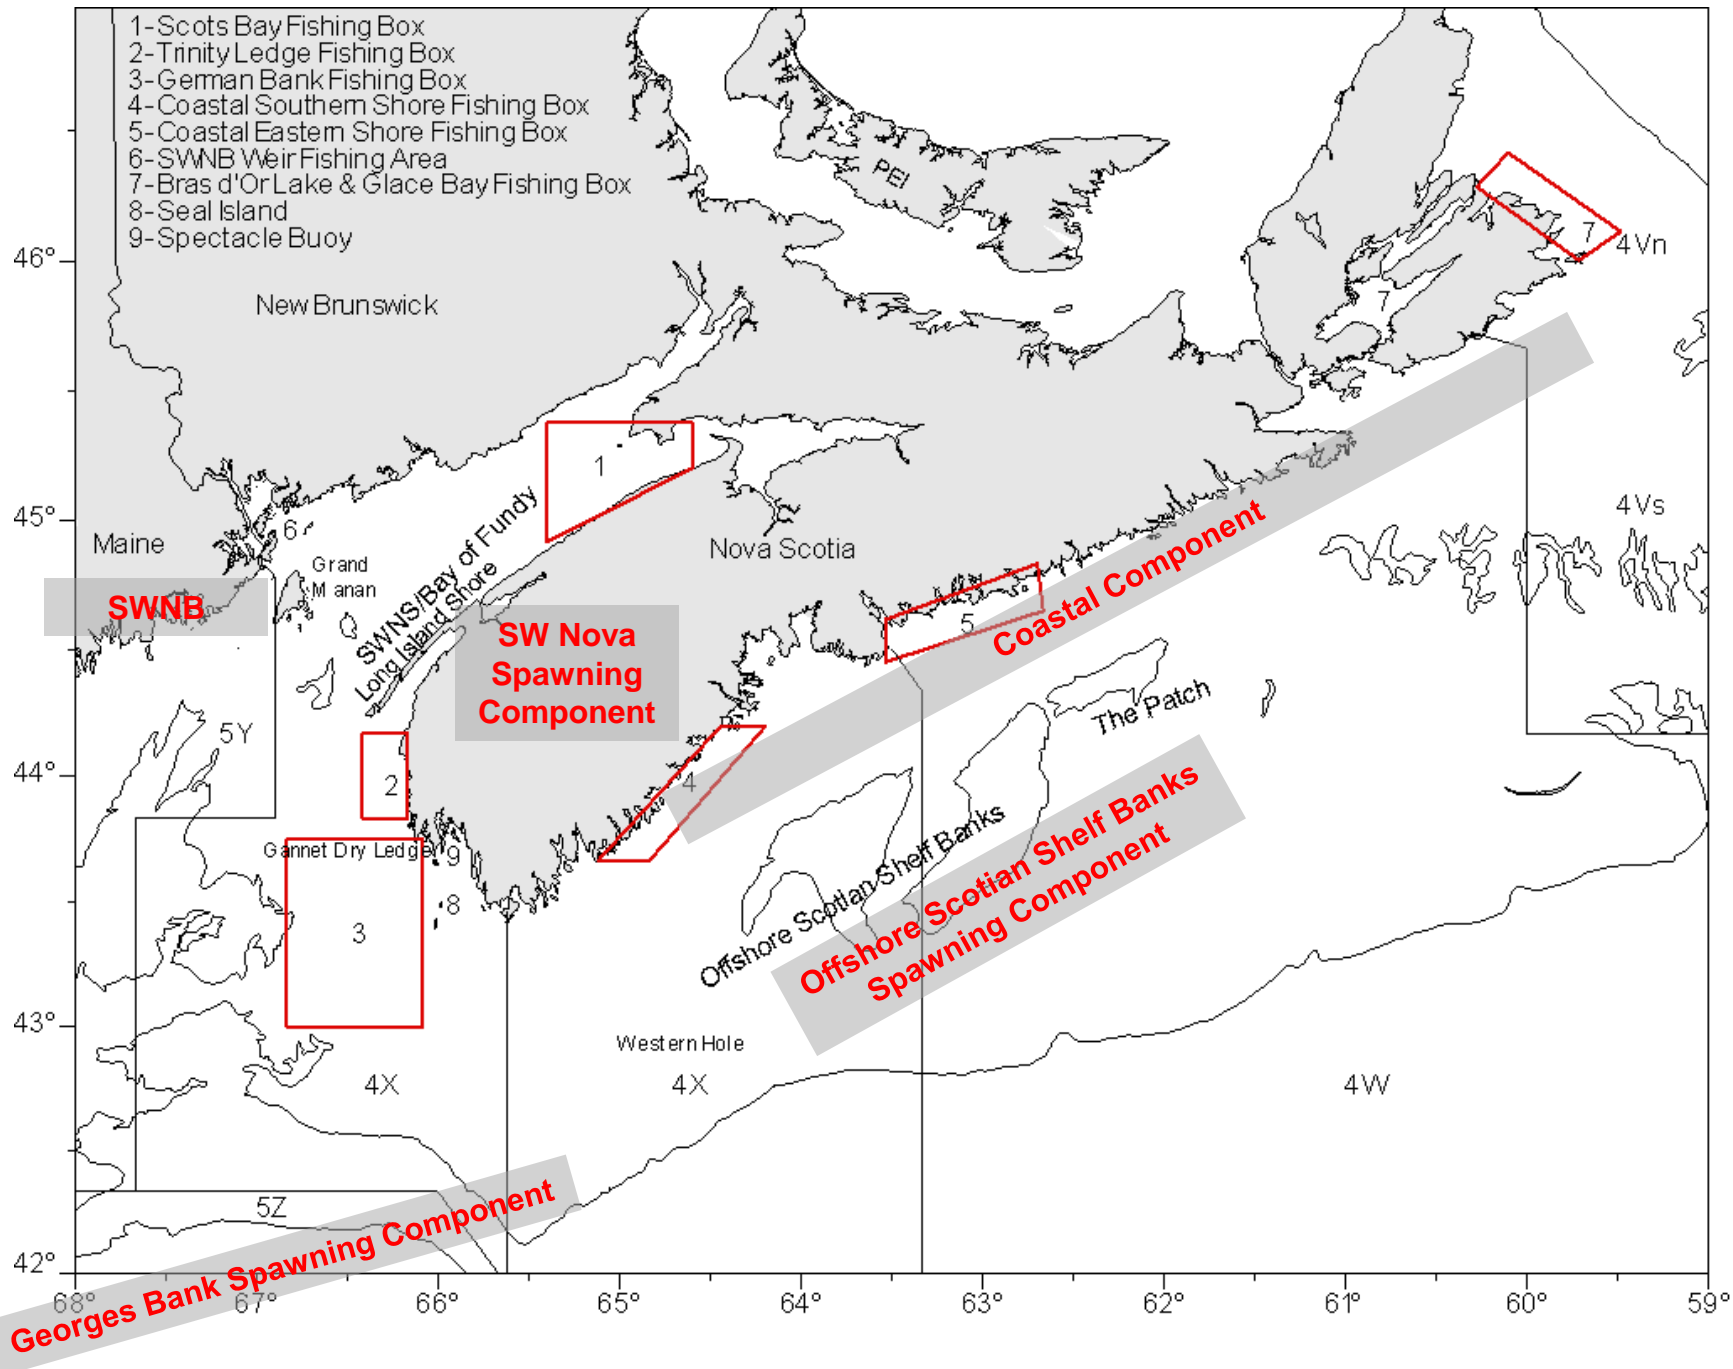 1-Scots Bay Fishing Box
2-Trinity Ledge Fishing Box
3-German Bank Fishing Box
4-Coastal Southern Shore Fishing Box
5-Coastal Eastern Shore Fishing Box
6-SWNB Weir Fishing Area
7-Bras d'Or Lake & Glace Bay Fishing Box
8-Seal Island
9-Spectacle Buoy
PEI
7
4Vn
46°
New Brunswick
7
1
45°
4Vs
6
Maine
Grand
Manan
Nova Scotia
SWNS/Bay of Fundy
Long Island Shore
Coastal Component
SWNB
SW Nova
Spawning
Component
5
The Patch
5Y
44°
2
4
Gannet Dry Ledge
9
8
3
Offshore Scotian Shelf Banks
Offshore Scotian Shelf Banks
Spawning Component
43°
Western Hole
4X
4X
4W
5Z
Georges Bank Spawning Component
42°
68°
67°
66°
65°
64°
63°
62°
61°
60°
59°